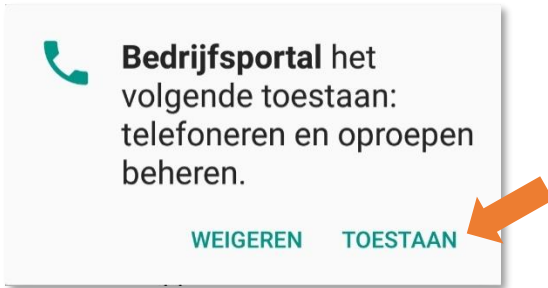 Bedrijfsportal het
volgende toestaan:
telefoneren en oproepen
beheren.
WEIGEREN TOESTAAN